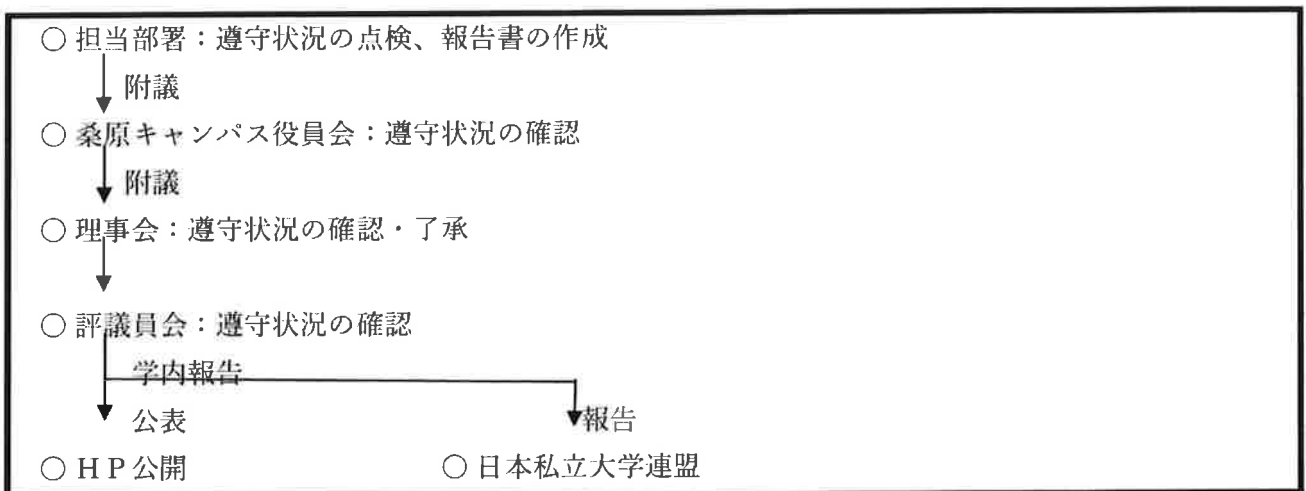 ○ 担当部署：遵守状況の点検、報告書の作成
附議
○ 桑原キャンパス役員会：遵守状況の確認
附議
○ 理事会：遵守状況の確認・了承
○ 評議員会：遵守状況の確認
学内報告
公表 報告
○ ＨＰ公開 ○ 日本私立大学連盟